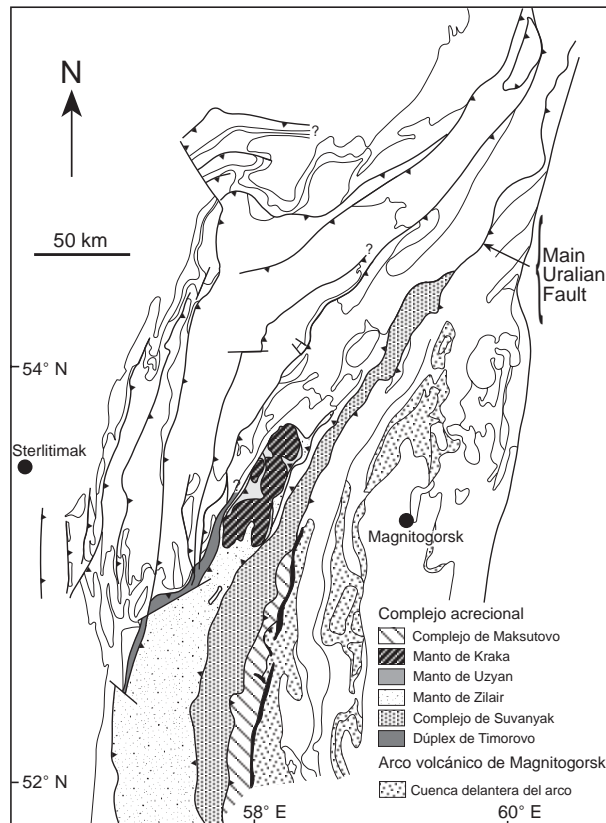 N
?
50 km
?
Main
Uralian
Fault
54° N
Sterlitimak
?
Magnitogorsk
Complejo acrecional
Complejo de Maksutovo
Manto de Kraka
Manto de Uzyan
Manto de Zilair
Complejo de Suvanyak
Dúplex de Timorovo
Arco volcánico de Magnitogorsk
Cuenca delantera del arco
52° N
58° E
60° E